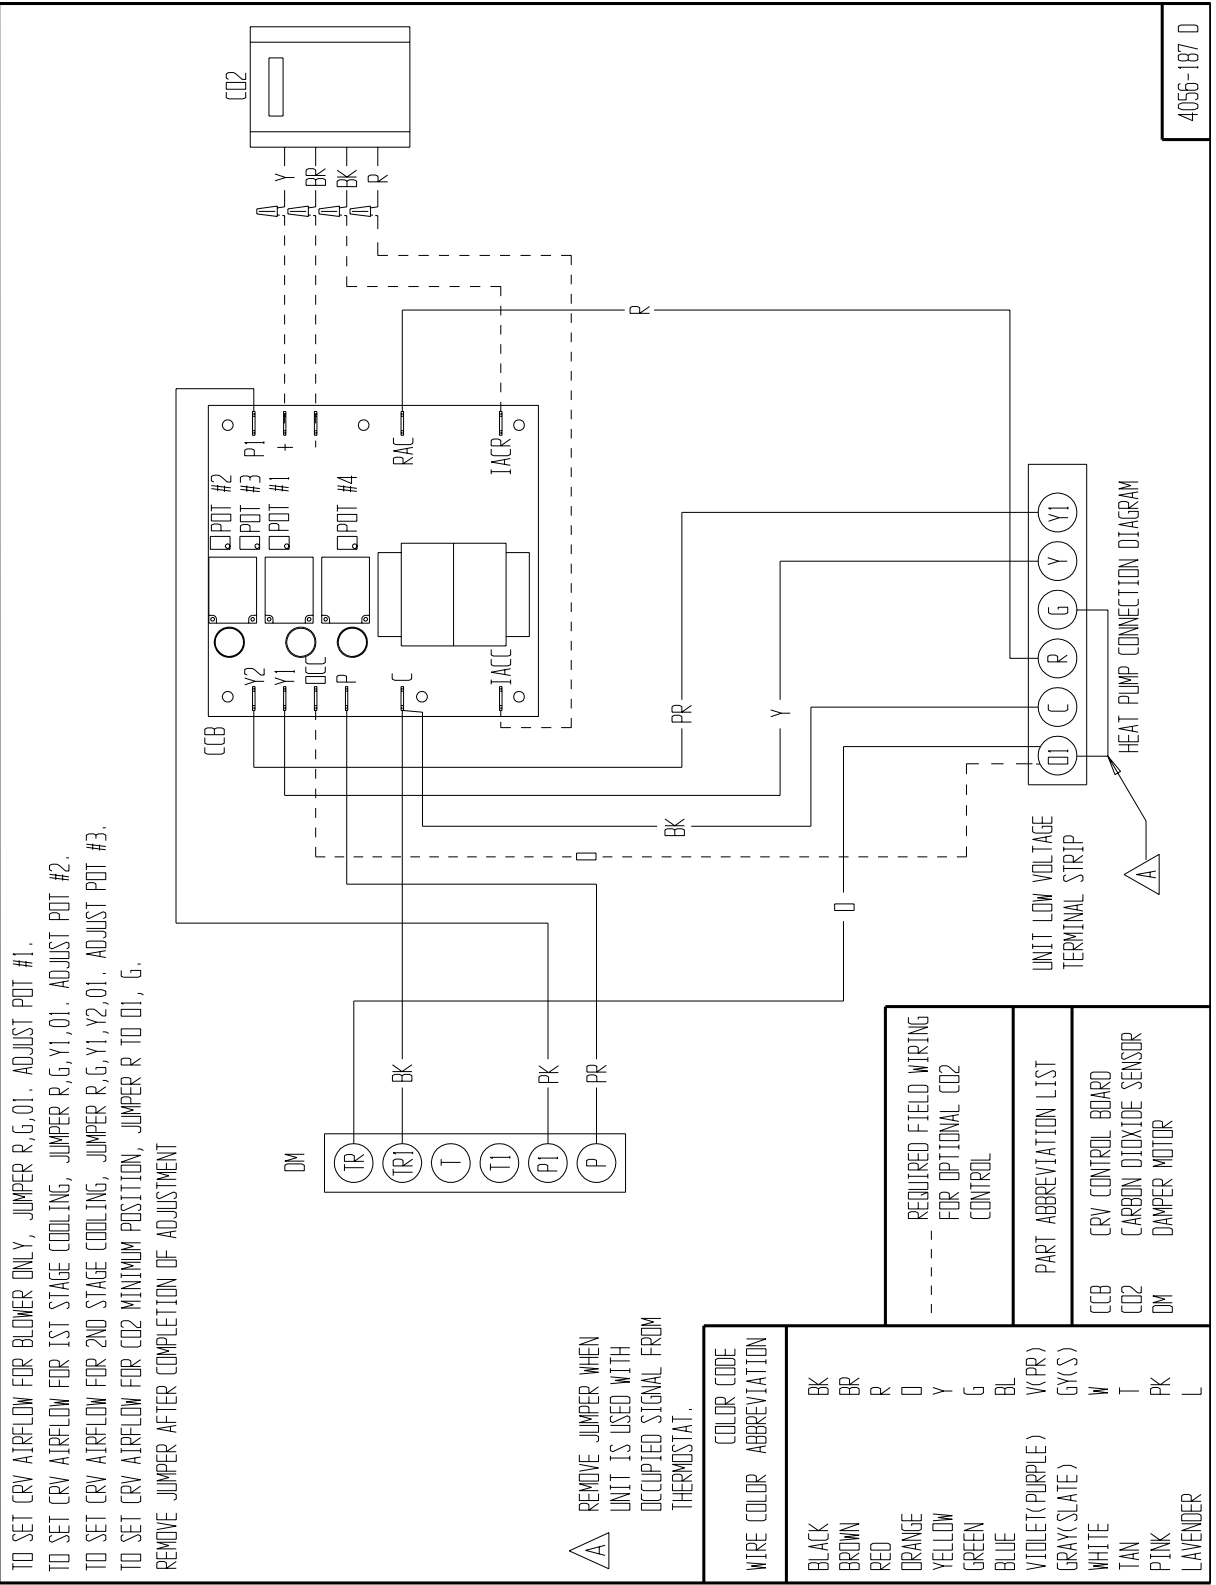 TO SET CRV AIRFLOW FOR BLOWER ONLY, JUMPER R,G,O1. ADJUST POT #1.
TO SET CRV AIRFLOW FOR IST STAGE COOLING, JUMPER R,G,Y1,O1. ADJUST POT #2.
TO SET CRV AIRFLOW FOR 2ND STAGE COOLING, JUMPER R,G,Y1,Y2,O1. ADJUST POT #3.
TO SET CRV AIRFLOW FOR CO2 MINIMUM POSITION, JUMPER R TO O1, G.
REMOVE JUMPER AFTER COMPLETION OF ADJUSTMENT
CCB
CO2
Y2
Y1
OCC
P
C
IACC
POT #2
POT #3
POT #1
POT #4
P1
+
-
RAC
IACR
Y
BR
BK
R
R
DM
TR
TR1
T
T1
P1
P
BK
PK
PR
PR
Y
BK
O
O
O1
C
R
G
Y
Y1
UNIT LOW VOLTAGE
TERMINAL STRIP
HEAT PUMP CONNECTION DIAGRAM
A
A
REMOVE JUMPER WHEN
UNIT IS USED WITH
OCCUPIED SIGNAL FROM
THERMOSTAT.
COLOR CODE
WIRE COLOR ABBREVIATION
BLACK BK
BROWN BR
RED R
ORANGE O
YELLOW Y
GREEN G
BLUE BL
VIOLET(PURPLE) V(PR)
GRAY(SLATE) GY(S)
WHITE W
TAN T
PINK PK
LAVENDER L
REQUIRED FIELD WIRING
FOR OPTIONAL CO2
CONTROL
PART ABBREVIATION LIST
CCB CRV CONTROL BOARD
CO2 CARBON DIOXIDE SENSOR
DM DAMPER MOTOR
4056-187 D